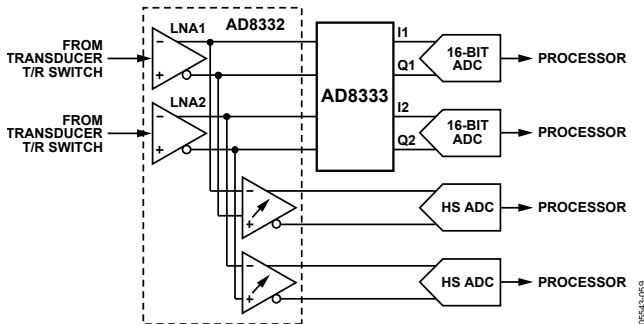 LNA1
AD8332
FROM
TRANSDUCER
T/R SWITCH
−
+
I1
Q1
16-BIT
ADC
PROCESSOR
AD8333
LNA2
FROM
TRANSDUCER
T/R SWITCH
−
+
I2
Q2
16-BIT
ADC
PROCESSOR
−
+
HS ADC
PROCESSOR
−
+
HS ADC
PROCESSOR
05543-059